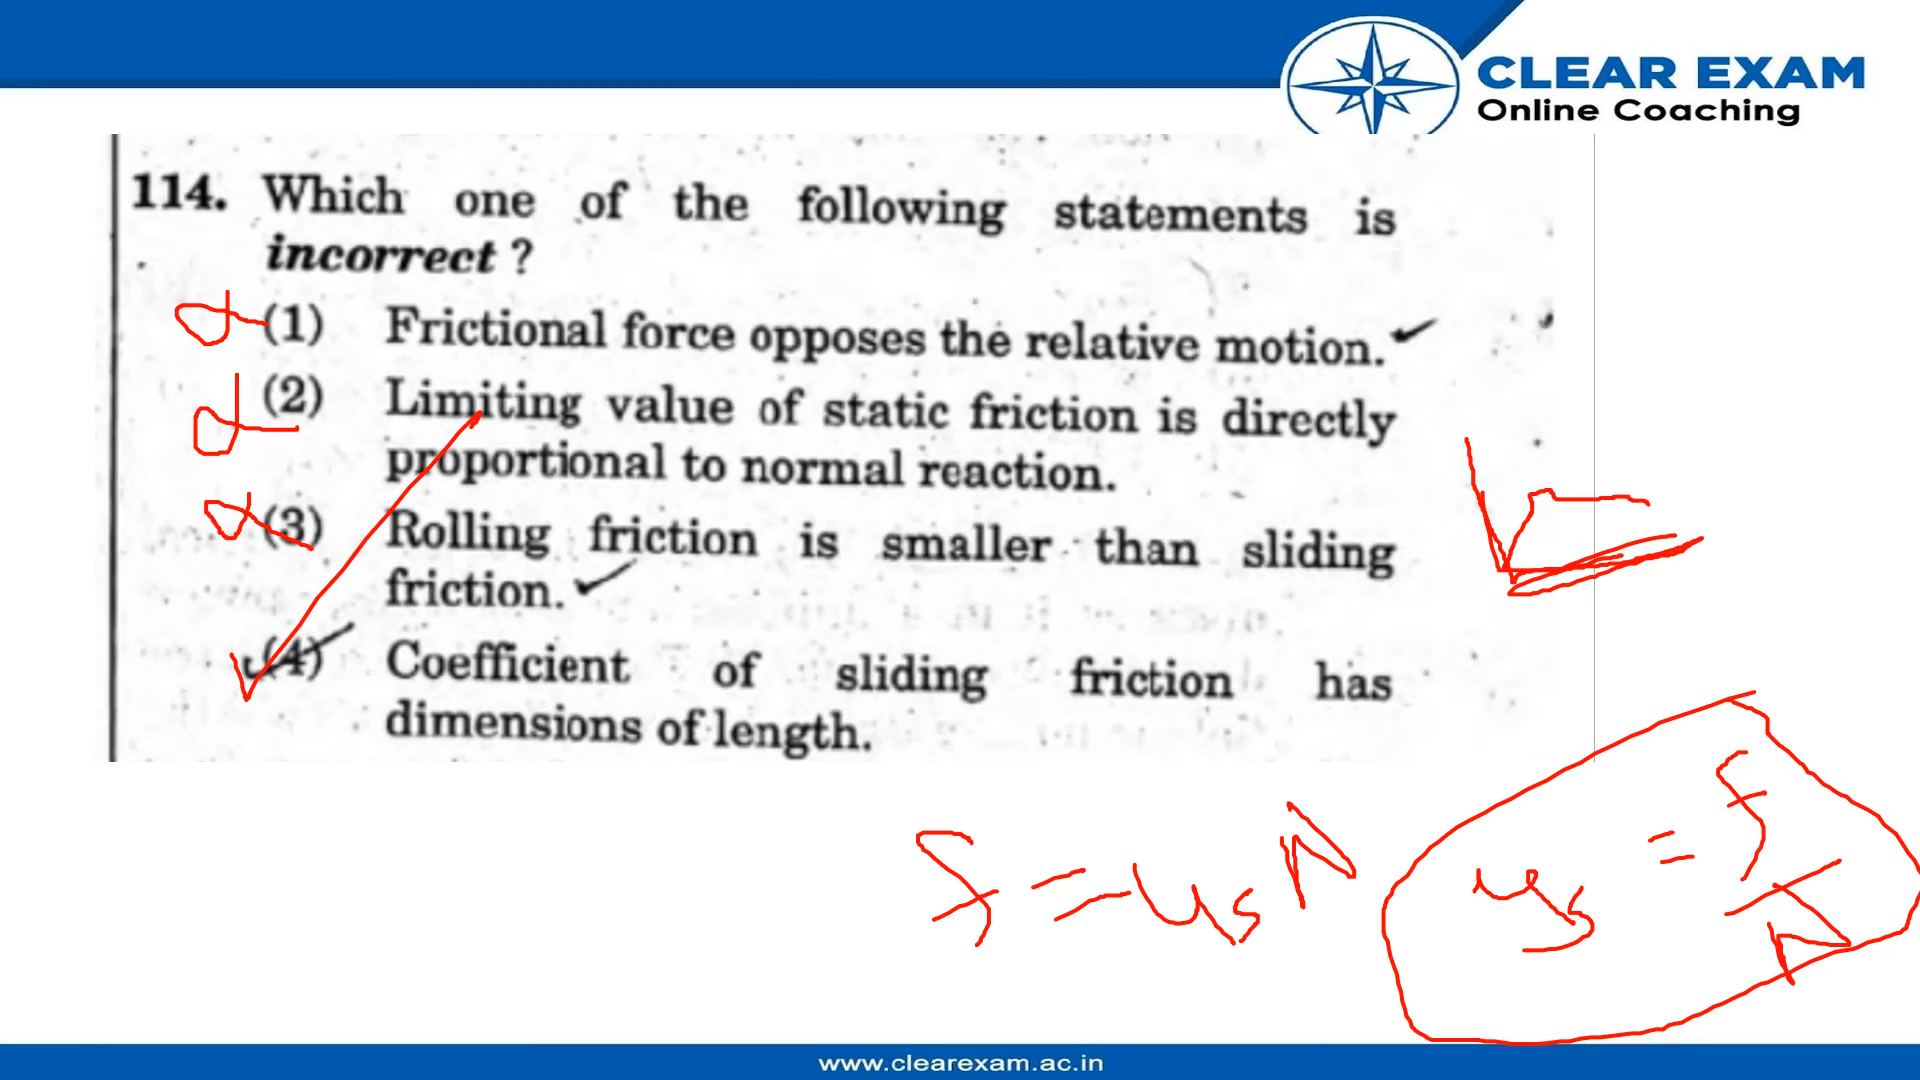 CLEAR EXAM
Online Coaching
114. Which one of the following statements is
incorrect ?
(1) Frictional force opposes the relative motion.
(2) Limiting value of static friction is directly
proportional to normal reaction.
(3) Rolling friction is smaller than sliding
friction.
(4) Coefficient of sliding friction has
dimensions of length.
f = μsN
μs = f/N
www.clearexam.ac.in